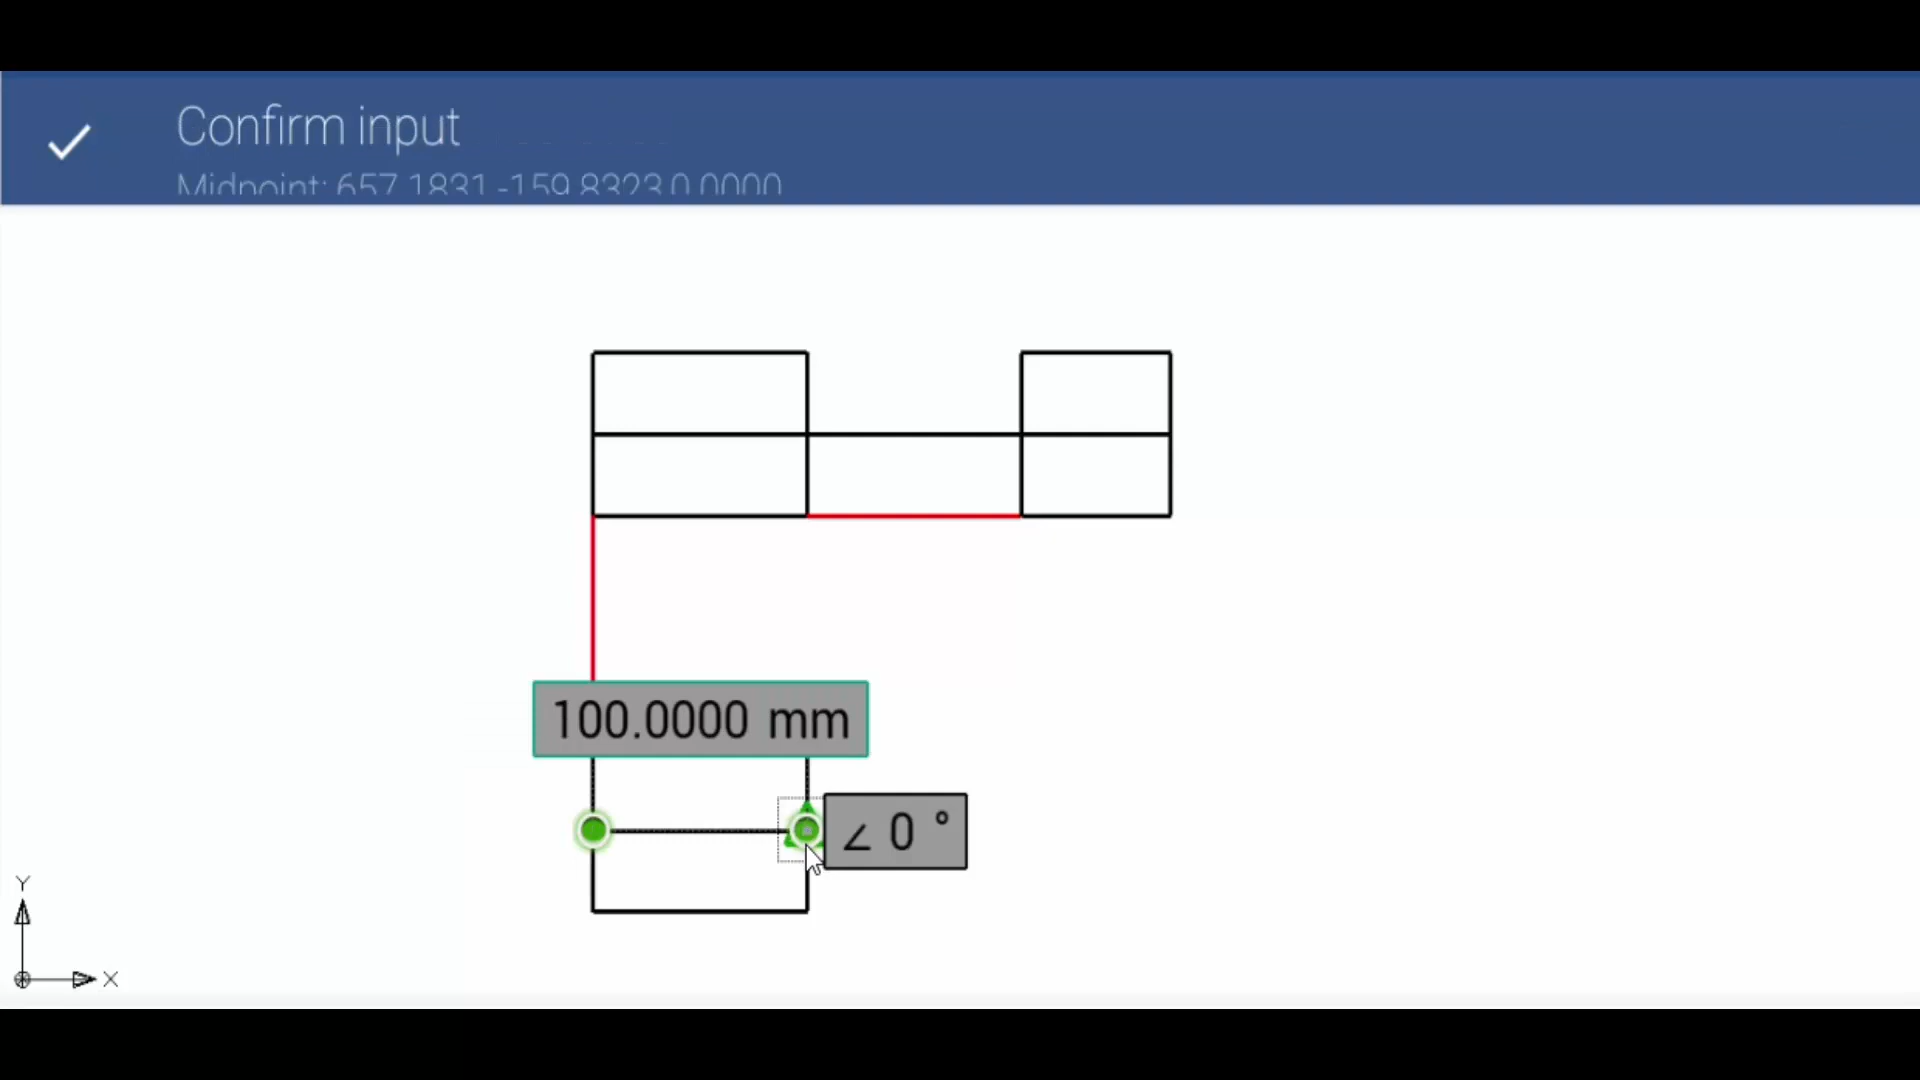 Confirm input
Midpoint: 657.1831,-159.8323,0.0000
100.0000 mm
∠ 0 °
Y
X